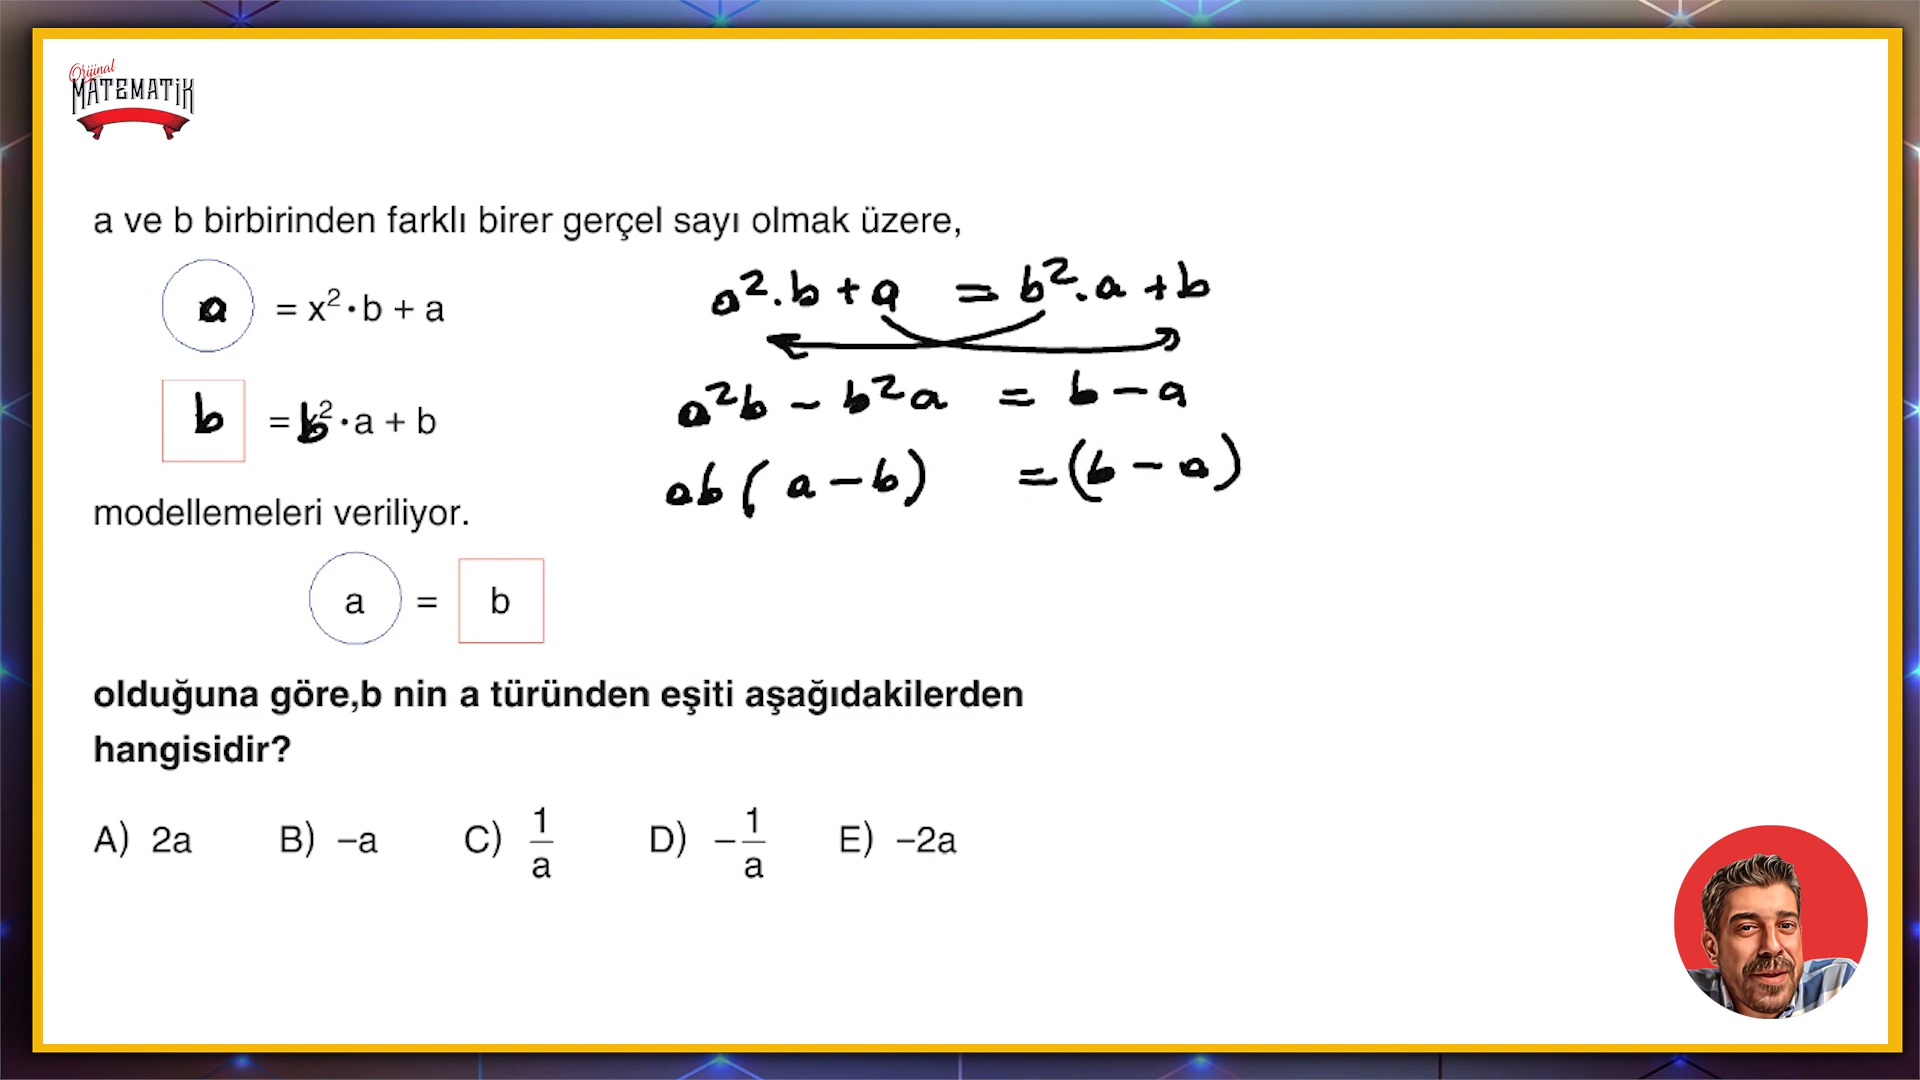 Orijinal
MATEMATİK
a ve b birbirinden farklı birer gerçel sayı olmak üzere,
a = x²·b + a
b = b²·a + b
modellemeleri veriliyor.
a = b
olduğuna göre,b nin a türünden eşiti aşağıdakilerden
hangisidir?
A) 2a B) –a C) 1/a D) –1/a E) –2a
a².b + a = b².a + b
a²b – b²a = b – a
ab(a – b) = (b – a)